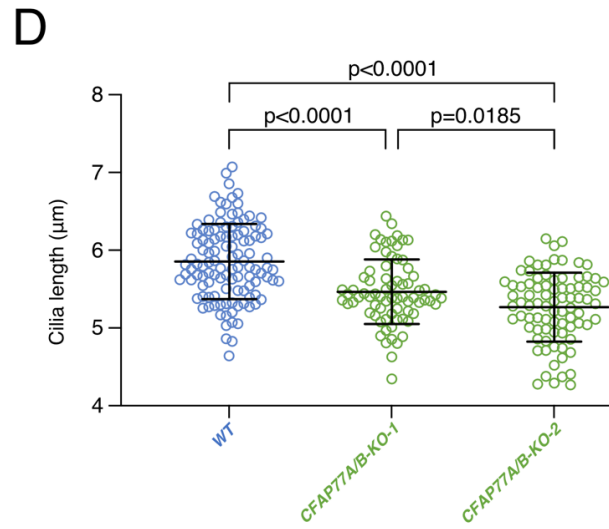 D
p<0.0001
p<0.0001 p=0.0185
8
7
6
5
4
Cilia length (μm)
WT
CFAP77A/B-KO-1
CFAP77A/B-KO-2